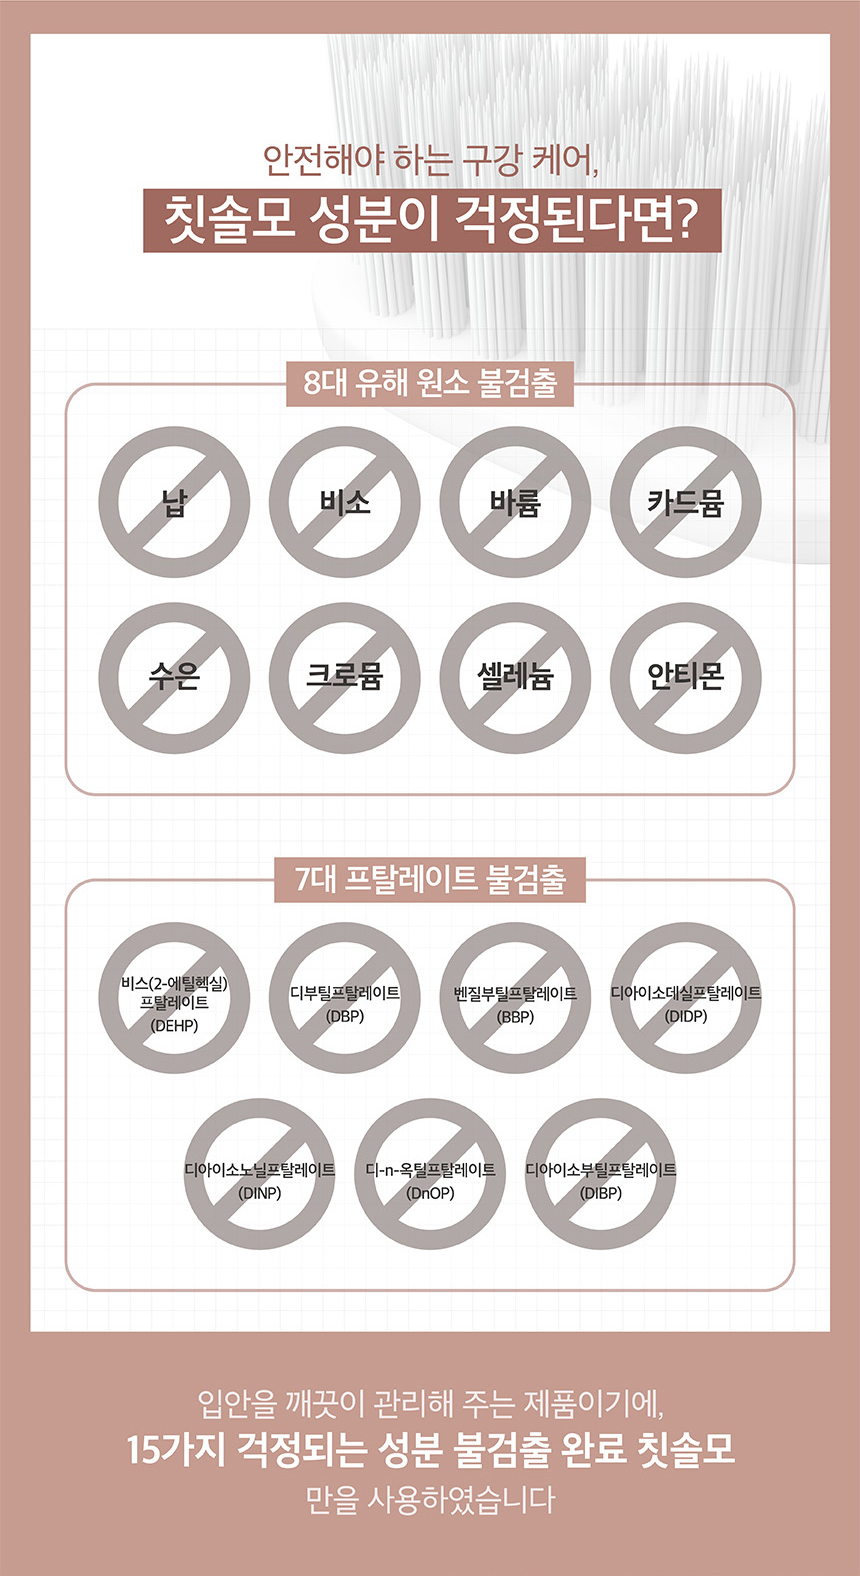 안전해야 하는 구강 케어,
칫솔모 성분이 걱정된다면?
8대 유해 원소 불검출
납
비소
바륨
카드뮴
수은
크로뮴
셀레늄
안티몬
7대 프탈레이트 불검출
비스(2-에틸헥실)
프탈레이트
(DEHP)
디부틸프탈레이트
(DBP)
벤질부틸프탈레이트
(BBP)
디아이소데실프탈레이트
(DIDP)
디아이소노닐프탈레이트
(DINP)
디-n-옥틸프탈레이트
(DnOP)
디아이소부틸프탈레이트
(DIBP)
입안을 깨끗이 관리해 주는 제품이기에,
15가지 걱정되는 성분 불검출 완료 칫솔모
만을 사용하였습니다